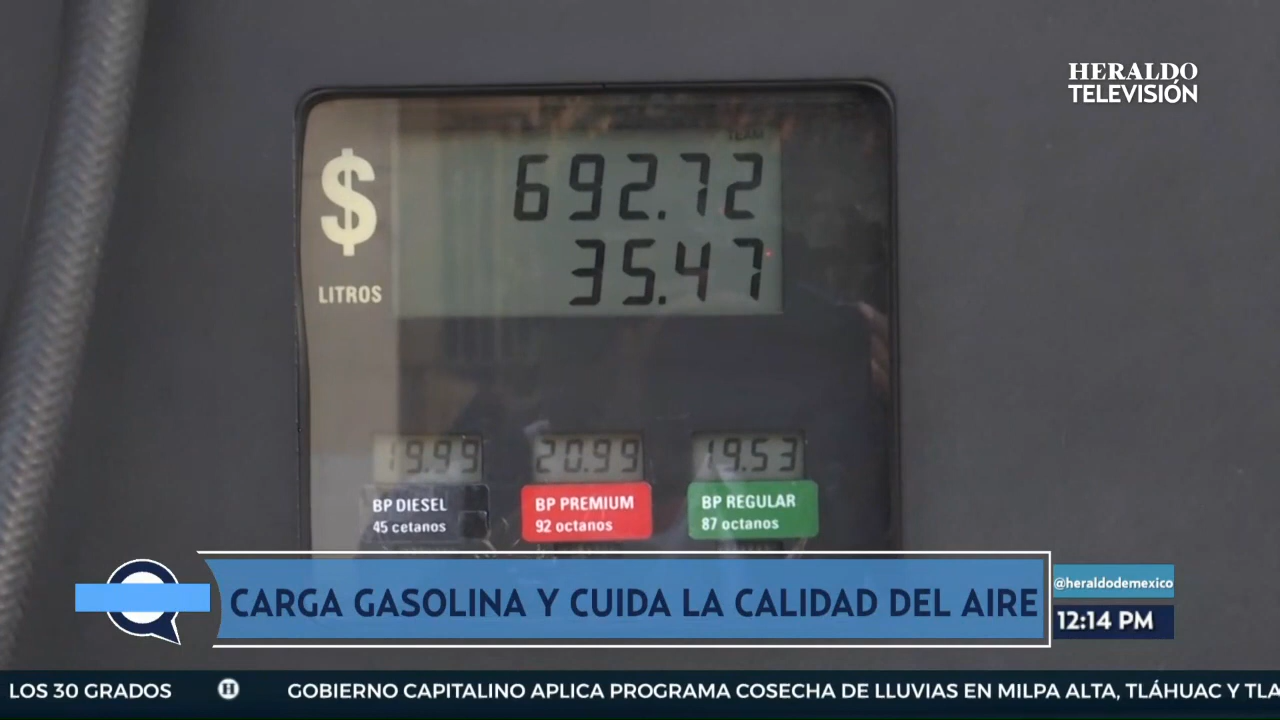 HERALDO
TELEVISIÓN
$ 692.72
LITROS 35.47
19.99 20.99 19.53
BP DIESEL
45 cetanos
BP PREMIUM
92 octanos
BP REGULAR
87 octanos
CARGA GASOLINA Y CUIDA LA CALIDAD DEL AIRE
@heraldodemexico
12:14 PM
LOS 30 GRADOS
GOBIERNO CAPITALINO APLICA PROGRAMA COSECHA DE LLUVIAS EN MILPA ALTA, TLÁHUAC Y TLA